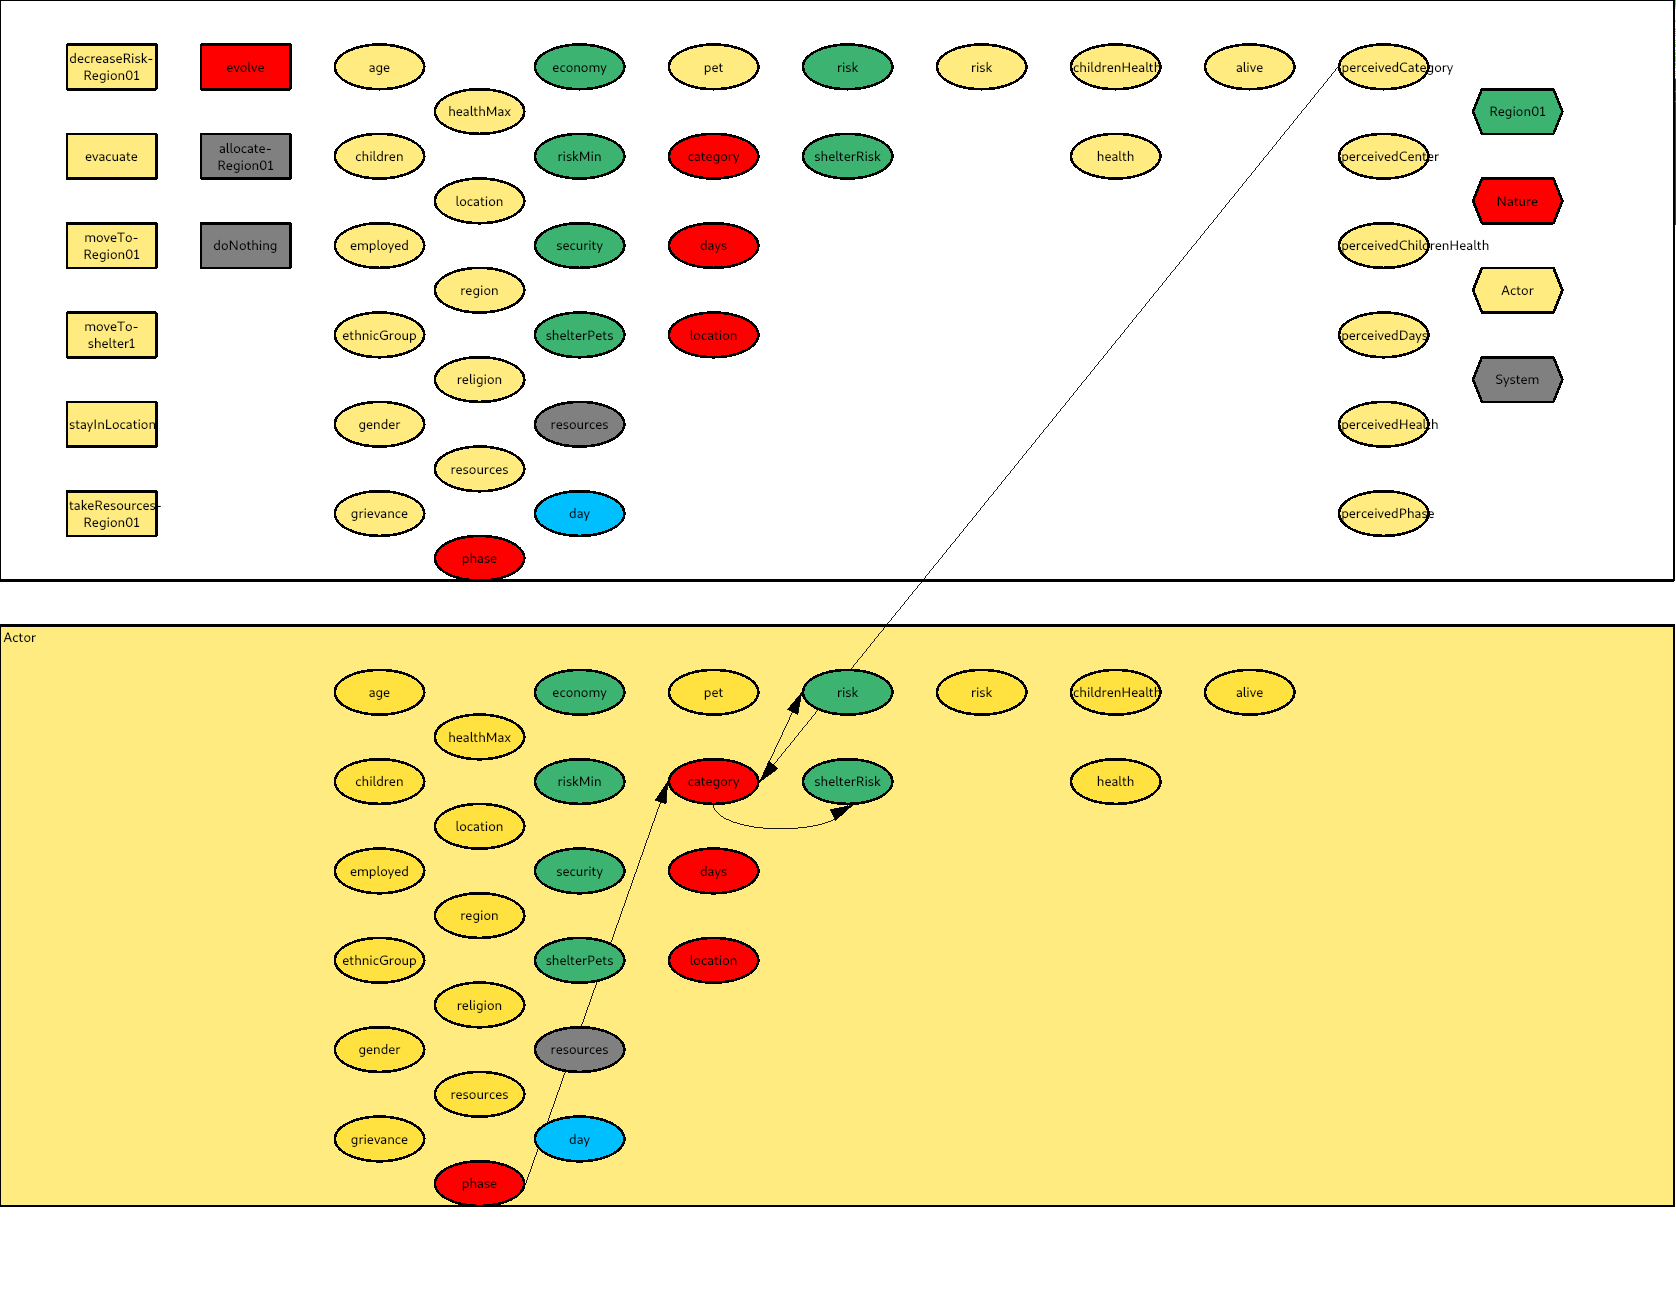 decreaseRisk-
Region01
evolve
age
economy
pet
risk
risk
childrenHealth
alive
perceivedCategory
healthMax
Region01
evacuate
allocate-
Region01
children
riskMin
category
shelterRisk
health
perceivedCenter
location
Nature
moveTo-
Region01
doNothing
employed
security
days
perceivedChildrenHealth
region
Actor
moveTo-
shelter1
ethnicGroup
shelterPets
location
perceivedDays
religion
System
stayInLocation
gender
resources
perceivedHealth
resources
takeResources-
Region01
grievance
day
perceivedPhase
phase
Actor
age
economy
pet
risk
risk
childrenHealth
alive
healthMax
children
riskMin
category
shelterRisk
health
location
employed
security
days
region
ethnicGroup
shelterPets
location
religion
gender
resources
resources
grievance
day
phase